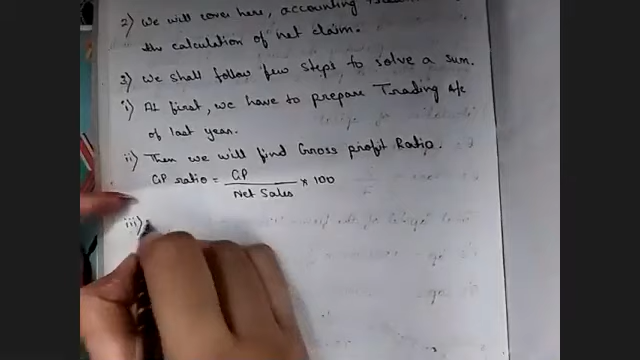 2) We will cover here, accounting
the calculation of net claim.
3) We shall follow few steps to solve a sum.
i) At first, we have to prepare Trading A/c
of last year.
ii) Then we will find Gross profit Ratio.
GP ratio = GP / Net Sales × 100
iii)